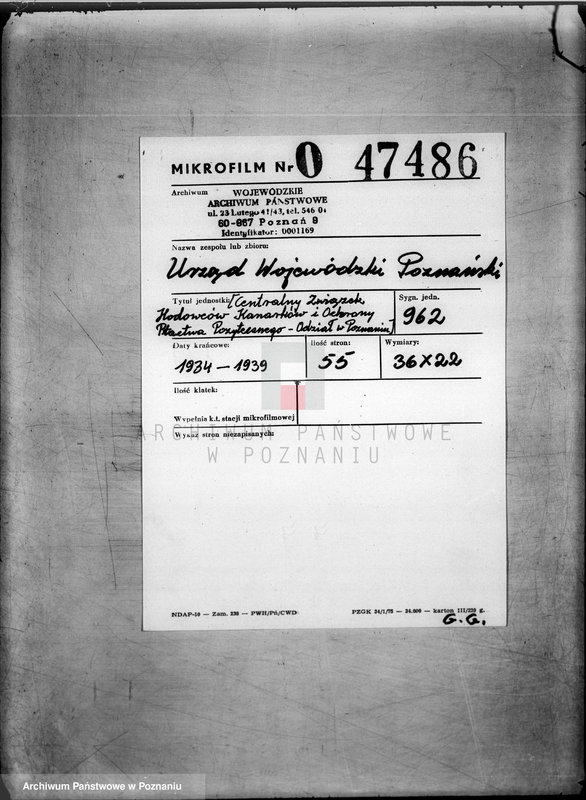 MIKROFILM Nr O 47486
Archiwum WOJEWÓDZKIE
ARCHIWUM PAŃSTWOWE
ul. 23 Lutego 41/43, tel. 546 01
60-967 Poznań 9
Identyfikator: 0001169
Nazwa zespołu lub zbioru:
Urząd Wojewódzki Poznański
Tytuł jednostki: [Centralny Związek
Hodowców Kanarków i Ochrony
Ptactwa Pożytecznego - Odział w Poznaniu]
Sygn. jedn.
962
Daty krańcowe:
1934 — 1939
ilość stron:
55
Wymiary:
36X22
Ilość klatek:
Wypełnia k.t. stacji mikrofilmowej
Wykaz stron niezapisanych:
ARCHIWUM PAŃSTWOWE
W POZNANIU
NDAP-10 — Zam. 230 — PWH/Pń/CWD
PZGK 24/1/75 — 24.000 — karton III/220 g.
G.G.
Archiwum Państwowe w Poznaniu